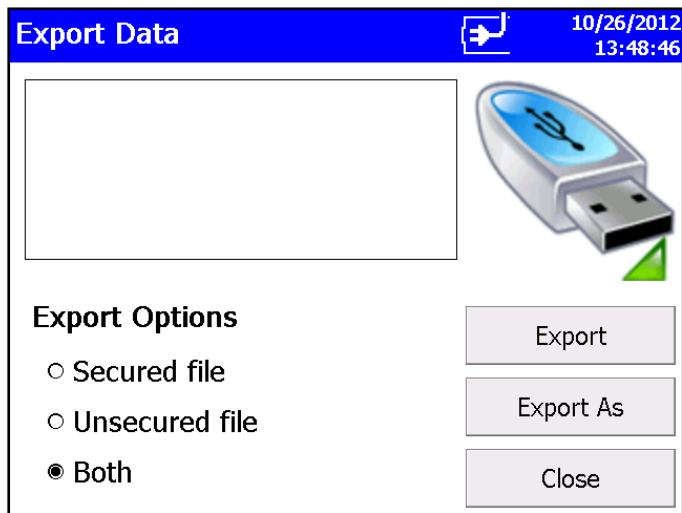 Export Data
10/26/2012
13:48:46
Export Options
Secured file
Unsecured file
Both
Export
Export As
Close